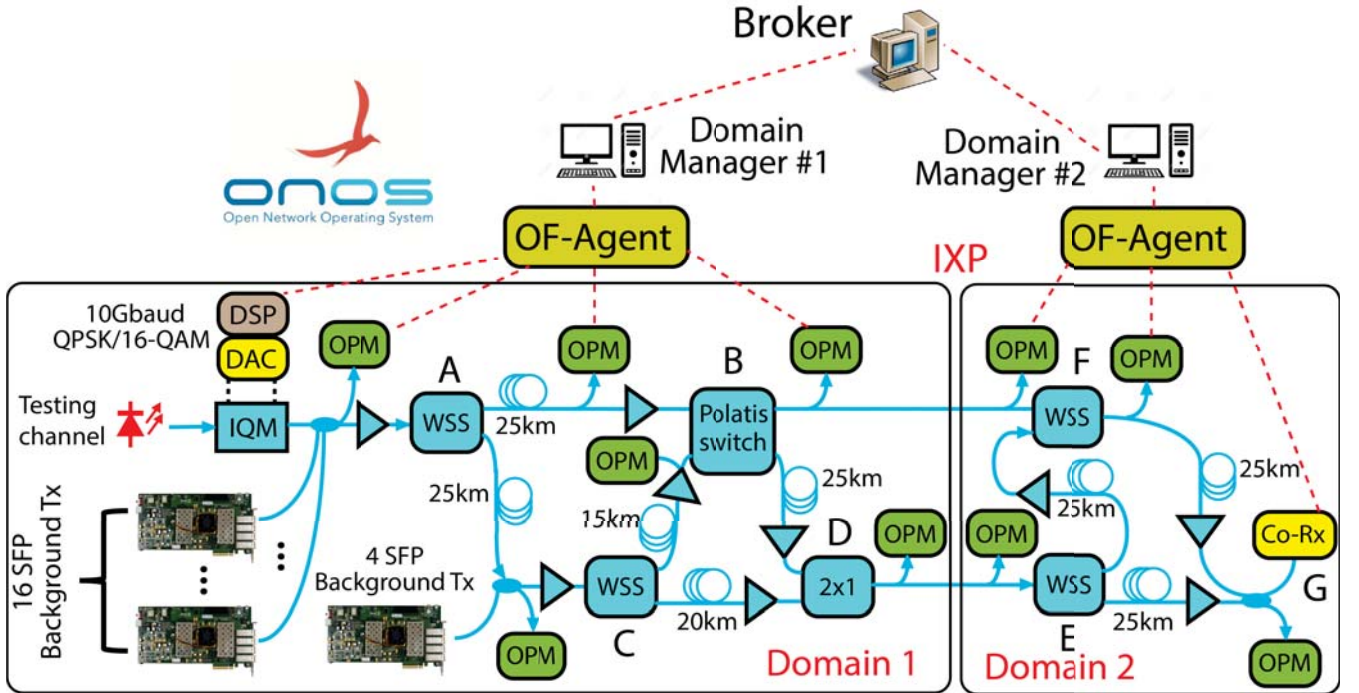 Broker
Domain
Manager #1
Domain
Manager #2
ONOS
Open Network Operating System
OF-Agent
OF-Agent
IXP
10Gbaud
QPSK/16-QAM
DSP
DAC
OPM
OPM
OPM
OPM
OPM
A
B
F
Testing
channel
IQM
WSS
25km
Polatis
switch
WSS
OPM
25km
25km
25km
25km
15km
16 SFP
Background Tx
4 SFP
Background Tx
D
OPM
OPM
Co-Rx
WSS
20km
2x1
WSS
25km
G
C
E
OPM
Domain 1
Domain 2
OPM